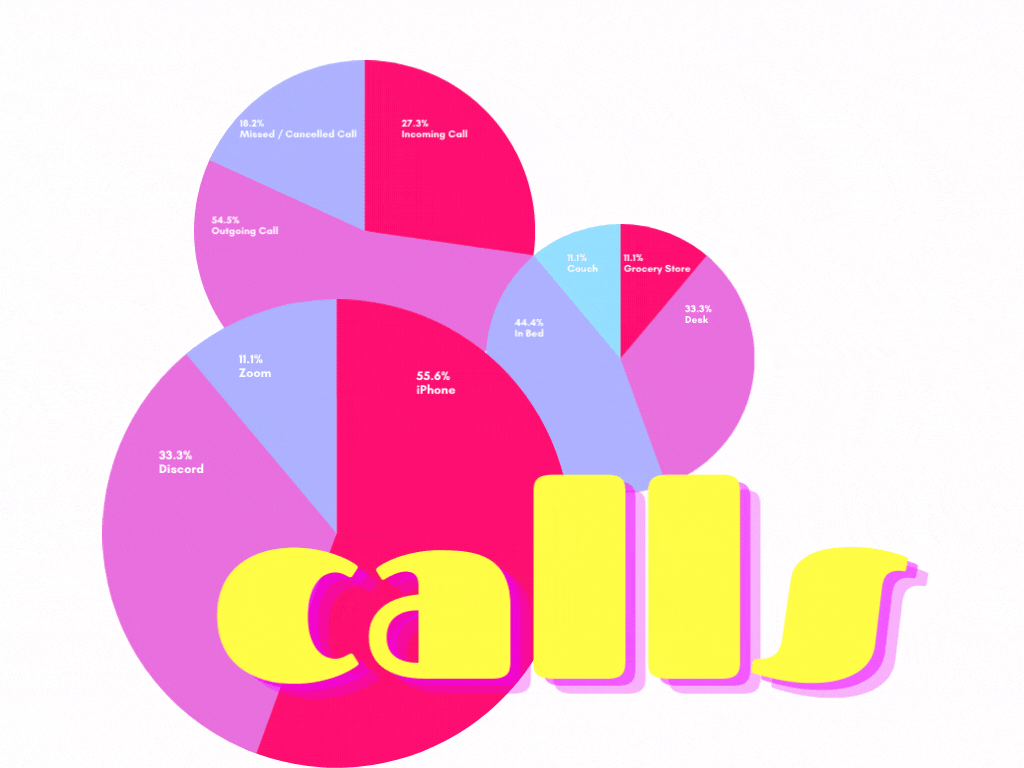 18.2%
Missed / Cancelled Call
27.3%
Incoming Call
54.5%
Outgoing Call
11.1%
Couch
11.1%
Grocery Store
33.3%
Desk
44.4%
In Bed
11.1%
Zoom
55.6%
iPhone
33.3%
Discord
calls